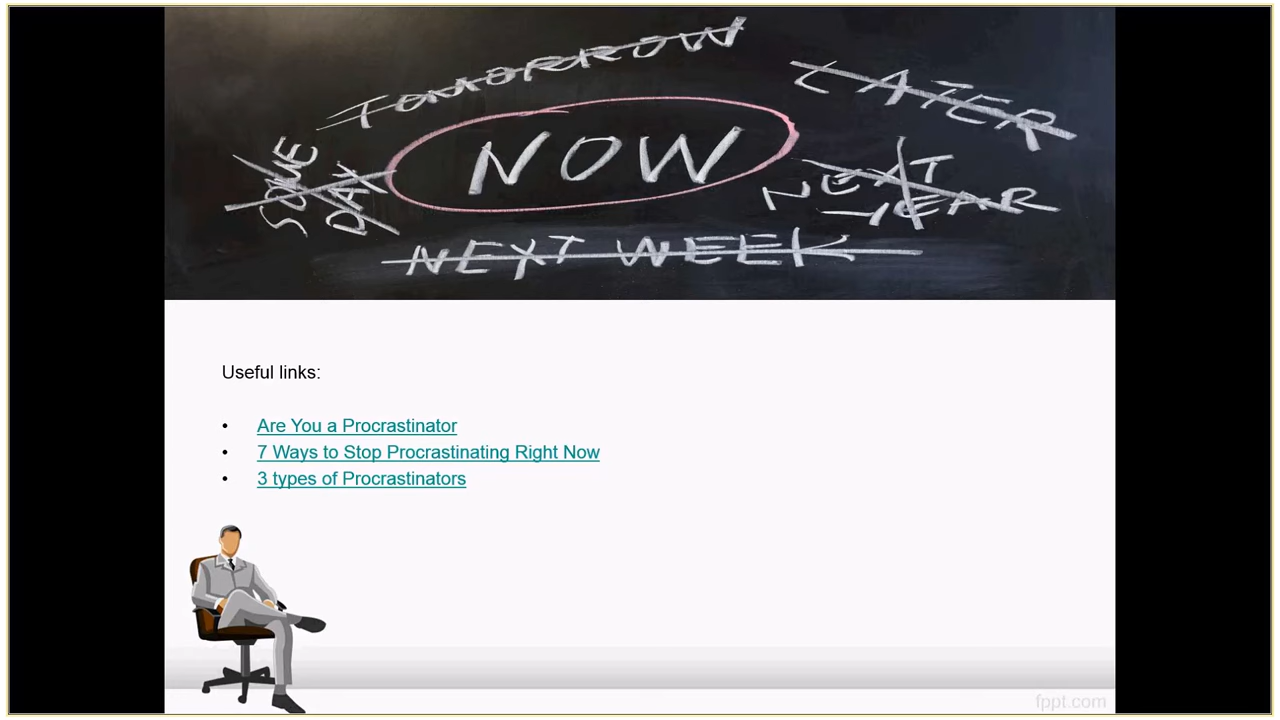 TOMORROW
LATER
SOME
DAY
NOW
NEXT
YEAR
NEXT WEEK
Useful links:
• Are You a Procrastinator
• 7 Ways to Stop Procrastinating Right Now
• 3 types of Procrastinators
fppt.com